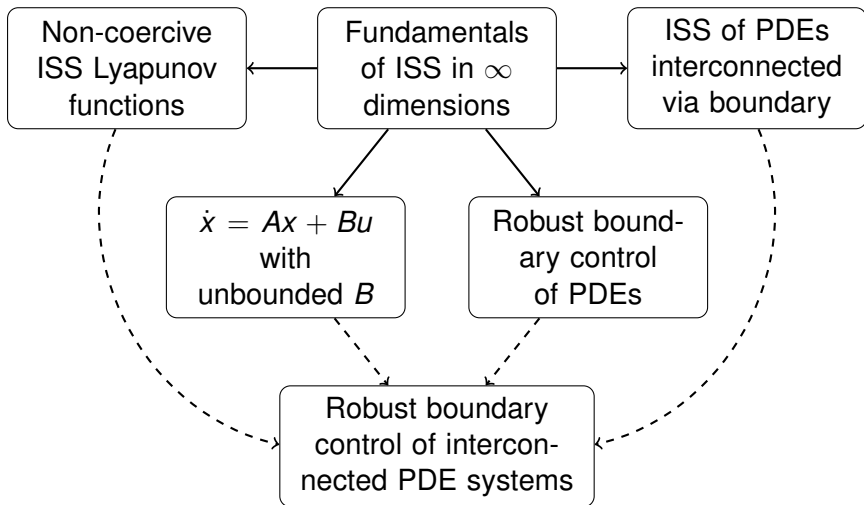 Non-coercive
ISS Lyapunov
functions
Fundamentals
of ISS in ∞
dimensions
ISS of PDEs
interconnected
via boundary
ẋ = Ax + Bu
with
unbounded B
Robust bound-
ary control
of PDEs
Robust boundary
control of intercon-
nected PDE systems